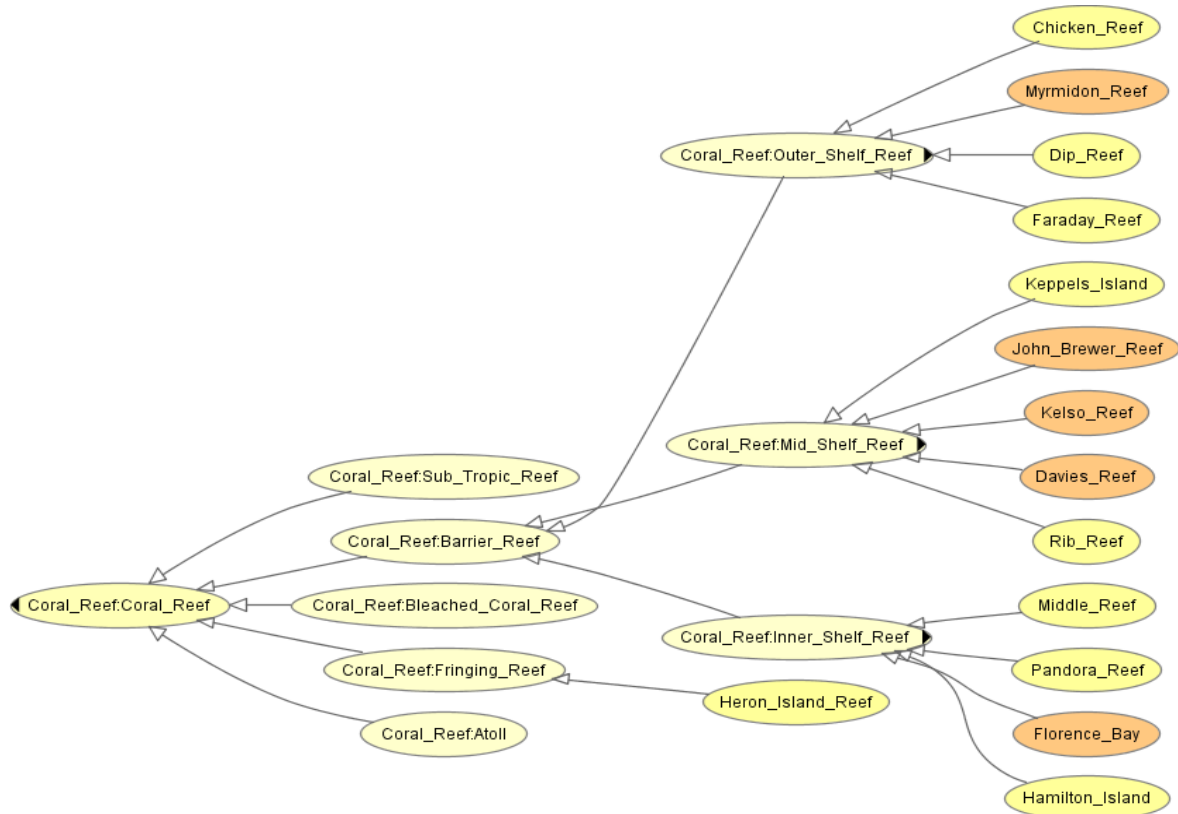 Chicken_Reef
Myrmidon_Reef
Coral_Reef:Outer_Shelf_Reef
Dip_Reef
Faraday_Reef
Keppels_Island
John_Brewer_Reef
Kelso_Reef
Coral_Reef:Mid_Shelf_Reef
Coral_Reef:Sub_Tropic_Reef
Davies_Reef
Coral_Reef:Barrier_Reef
Rib_Reef
Coral_Reef:Coral_Reef
Coral_Reef:Bleached_Coral_Reef
Middle_Reef
Coral_Reef:Inner_Shelf_Reef
Coral_Reef:Fringing_Reef
Pandora_Reef
Heron_Island_Reef
Coral_Reef:Atoll
Florence_Bay
Hamilton_Island